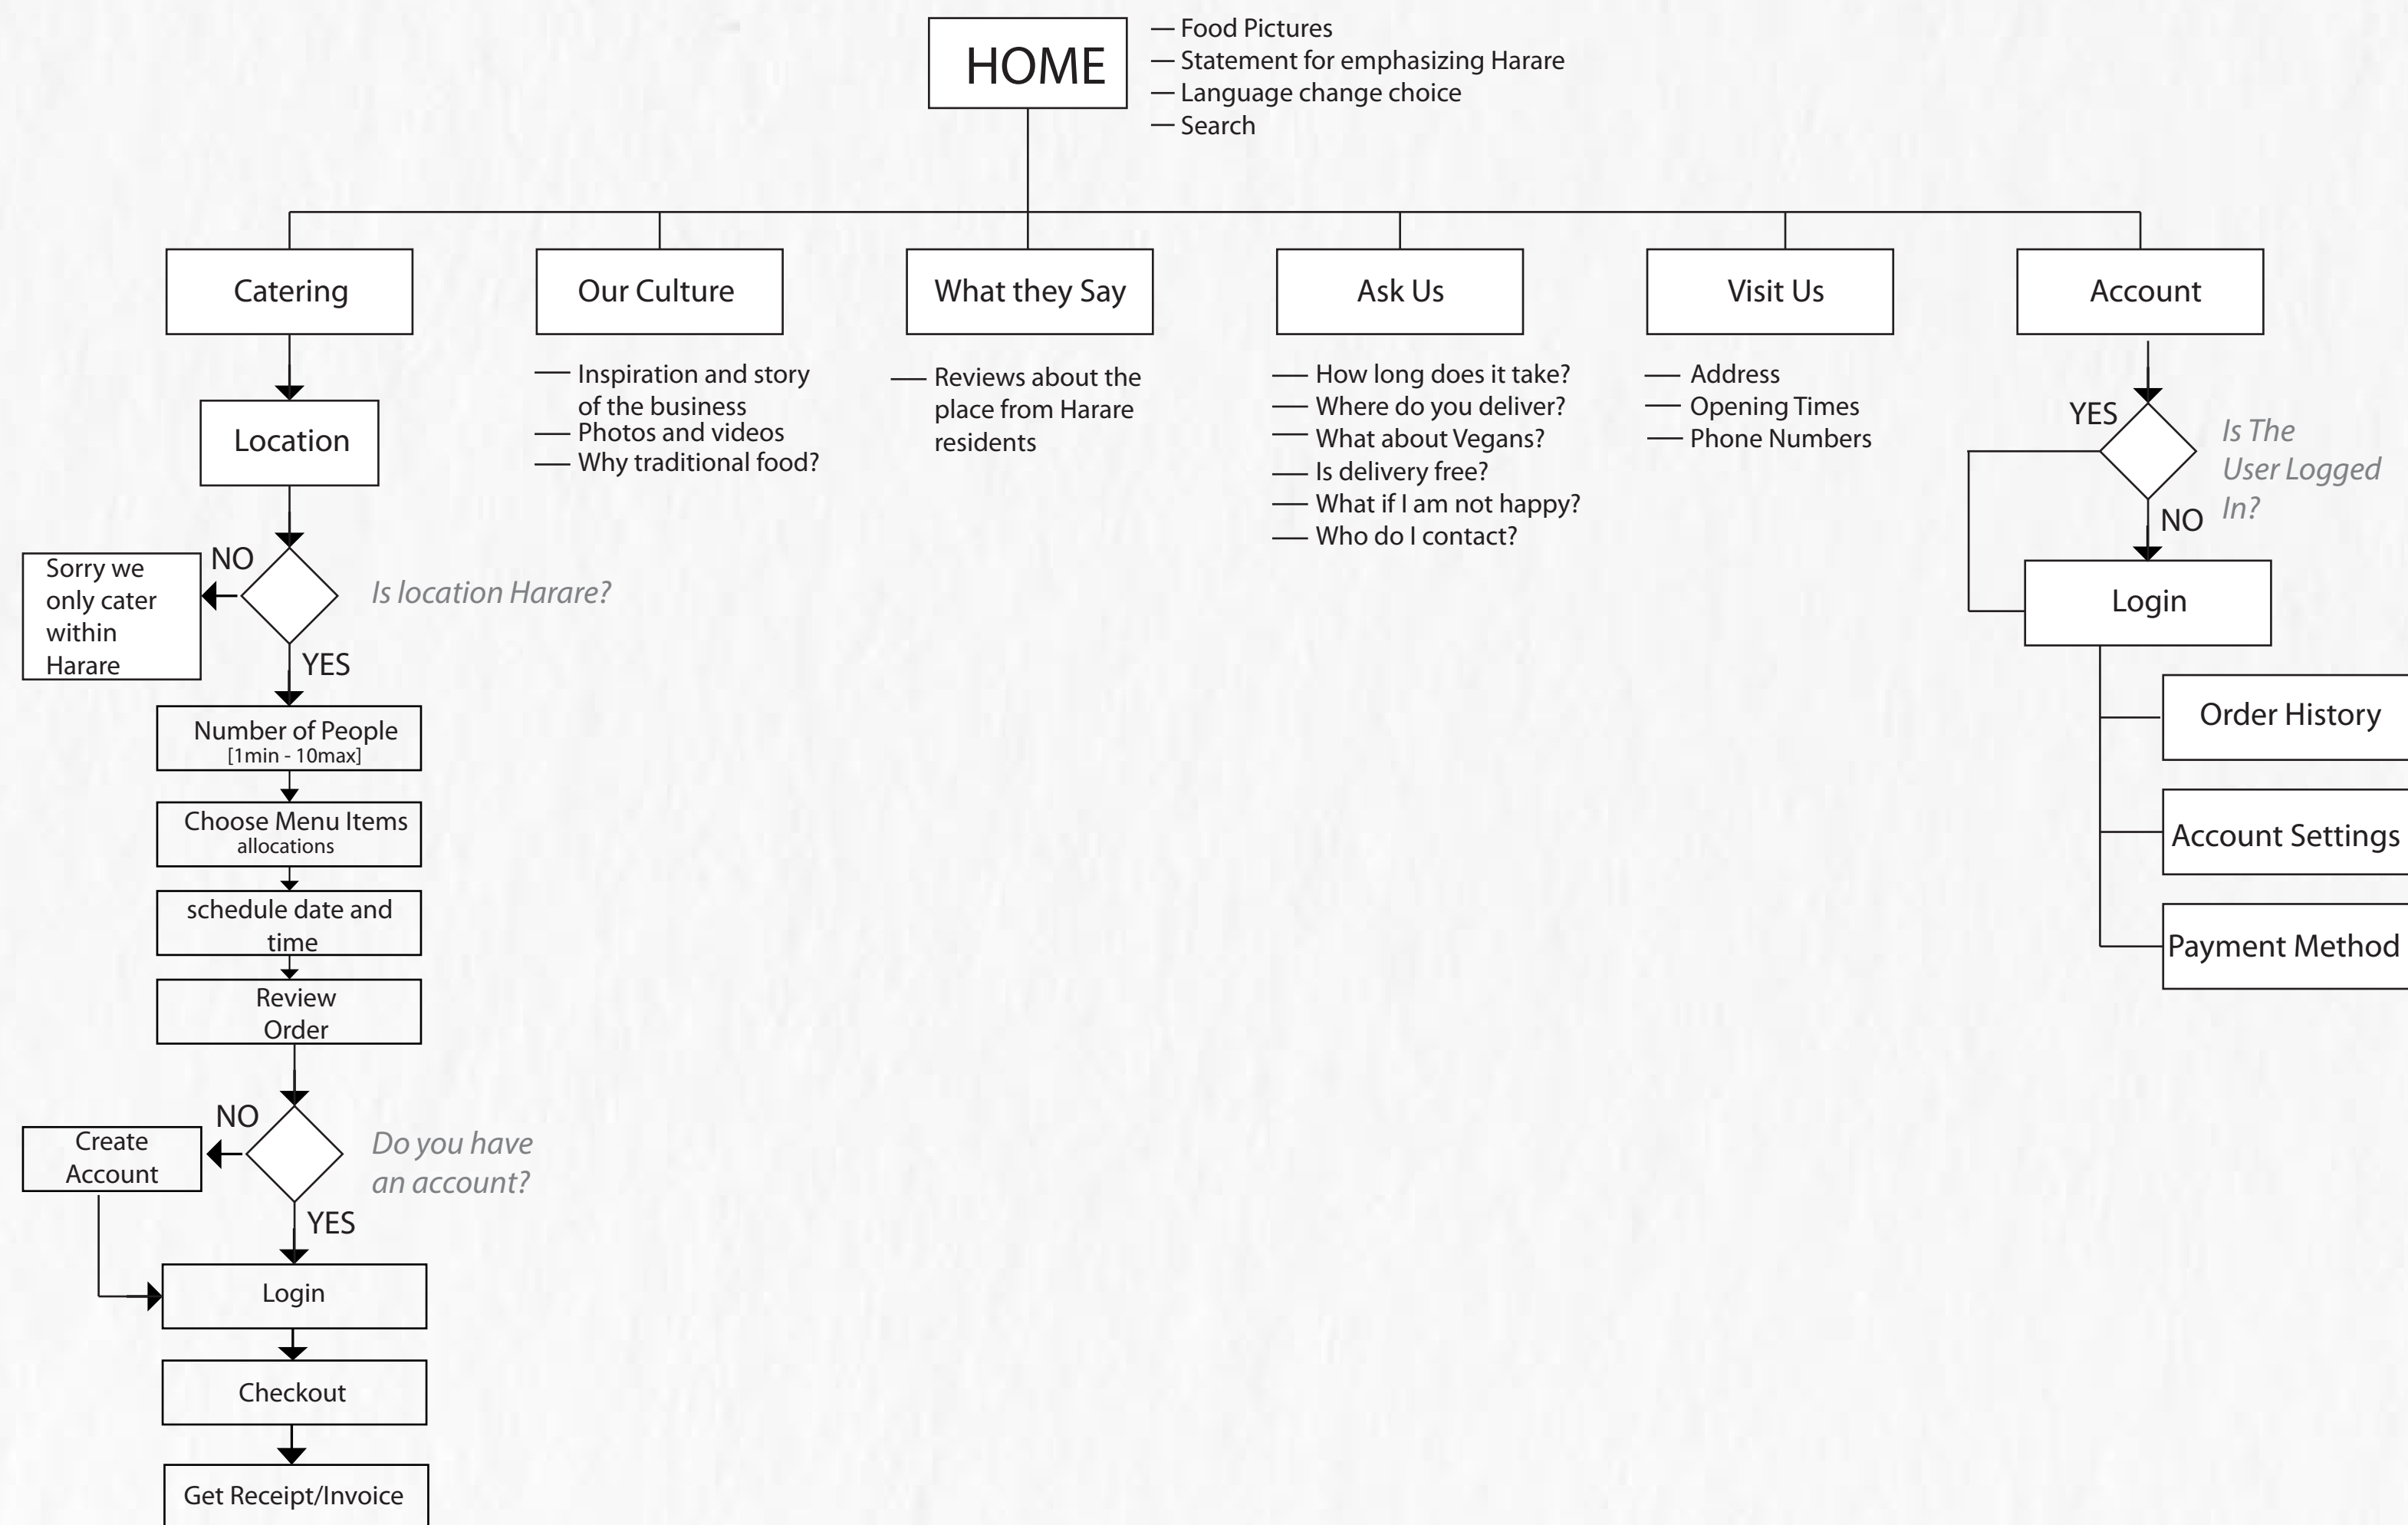 HOME
Food Pictures
Statement for emphasizing Harare
Language change choice
Search
Catering
Our Culture
What they Say
Ask Us
Visit Us
Account
Location
Inspiration and story
of the business
Photos and videos
Why traditional food?
Reviews about the
place from Harare
residents
How long does it take?
Where do you deliver?
What about Vegans?
Is delivery free?
What if I am not happy?
Who do I contact?
Address
Opening Times
Phone Numbers
YES
Is The
User Logged
In?
NO
Login
Order History
Account Settings
Payment Method
NO
Sorry we
only cater
within
Harare
Is location Harare?
YES
Number of People
[1min - 10max]
Choose Menu Items
allocations
schedule date and
time
Review
Order
NO
Create
Account
Do you have
an account?
YES
Login
Checkout
Get Receipt/Invoice